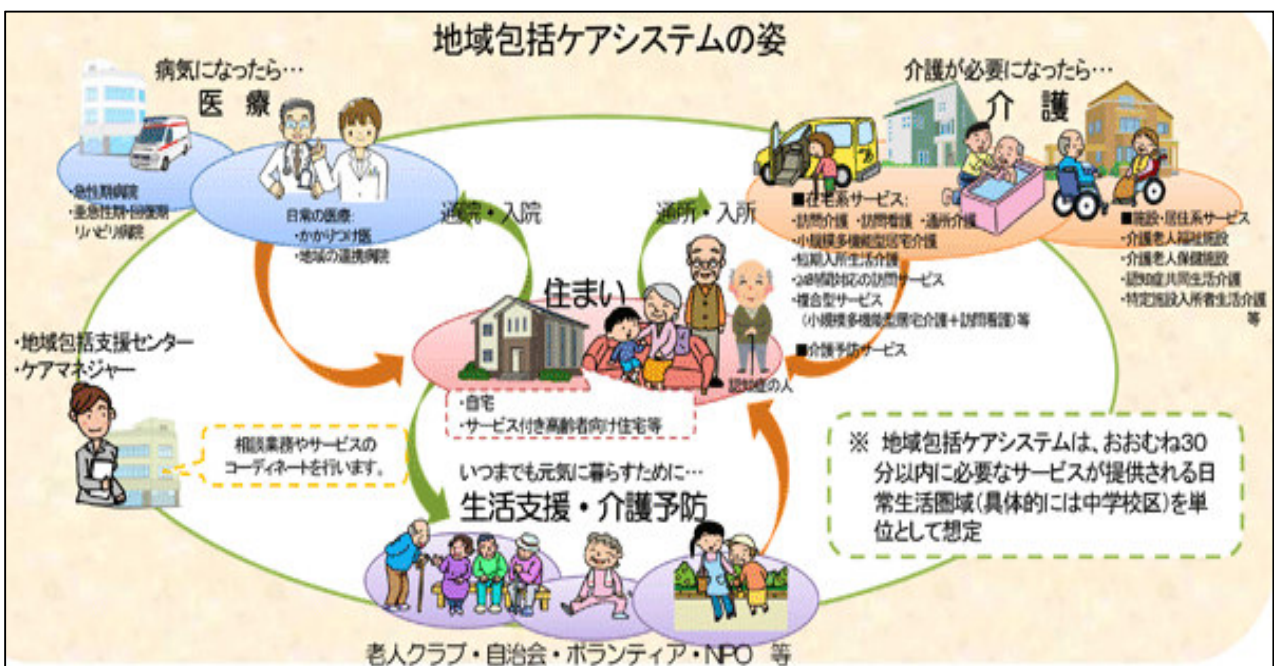 地域包括ケアシステムの姿
病気になったら…
医 療
・急性期病院
・亜急性期・回復期
リハビリ病院
日常の医療:
・かかりつけ医
・地域の連携病院
通院・入院
介護が必要になったら…
介 護
通所・入所
■在宅系サービス:
・訪問介護 ・訪問看護 ・通所介護
・小規模多機能型居宅介護
・短期入所生活介護
・24時間対応の訪問サービス
・複合型サービス
(小規模多機能型居宅介護+訪問看護)等
■介護予防サービス
■施設・居住系サービス
・介護老人福祉施設
・介護老人保健施設
・認知症共同生活介護
・特定施設入所者生活介護
等
住まい
認知症の人
・自宅
・サービス付き高齢者向け住宅等
・地域包括支援センター
・ケアマネジャー
相談業務やサービスの
コーディネートを行います。
いつまでも元気に暮らすために…
生活支援・介護予防
老人クラブ・自治会・ボランティア・NPO 等
※ 地域包括ケアシステムは、おおむね30
分以内に必要なサービスが提供される日
常生活圏域(具体的には中学校区)を単
位として想定